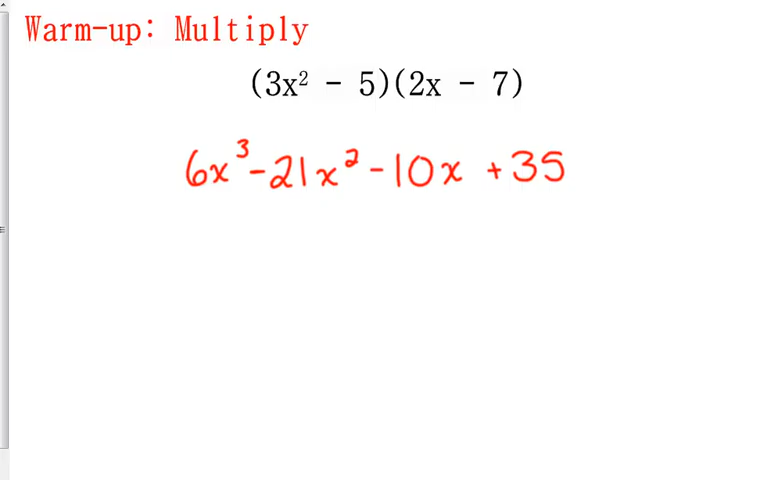 Warm-up: Multiply
(3x² - 5)(2x - 7)
6x³ - 21x² - 10x + 35